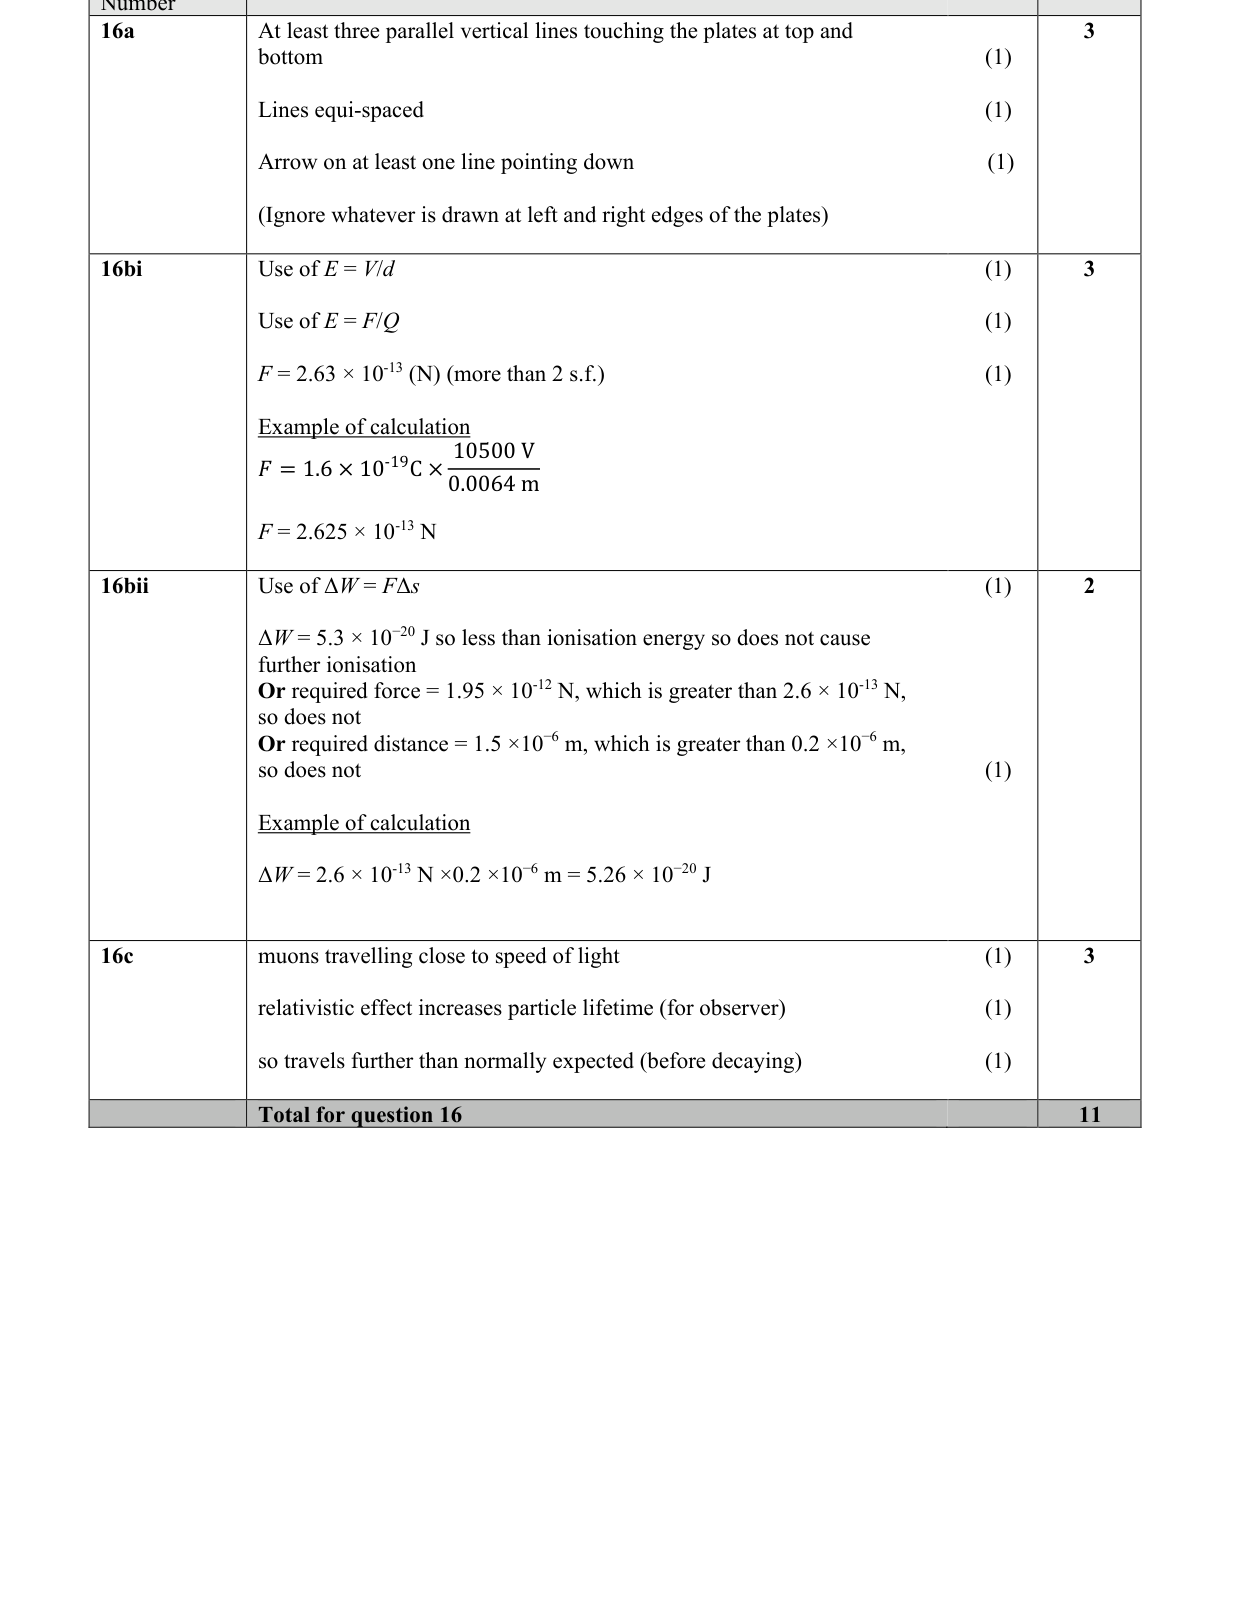 Number
16a At least three parallel vertical lines touching the plates at top and 3
bottom (1)
Lines equi-spaced (1)
Arrow on at least one line pointing down (1)
(Ignore whatever is drawn at left and right edges of the plates)
16bi Use of E = V/d (1) 3
Use of E = F/Q (1)
F = 2.63 × 10⁻¹³ (N) (more than 2 s.f.) (1)
Example of calculation
F = 1.6 × 10⁻¹⁹C × 10500 V / 0.0064 m
F = 2.625 × 10⁻¹³ N
16bii Use of ΔW = FΔs (1) 2
ΔW = 5.3 × 10⁻²⁰ J so less than ionisation energy so does not cause
further ionisation
Or required force = 1.95 × 10⁻¹² N, which is greater than 2.6 × 10⁻¹³ N,
so does not
Or required distance = 1.5 ×10⁻⁶ m, which is greater than 0.2 ×10⁻⁶ m,
so does not (1)
Example of calculation
ΔW = 2.6 × 10⁻¹³ N ×0.2 ×10⁻⁶ m = 5.26 × 10⁻²⁰ J
16c muons travelling close to speed of light (1) 3
relativistic effect increases particle lifetime (for observer) (1)
so travels further than normally expected (before decaying) (1)
Total for question 16 11